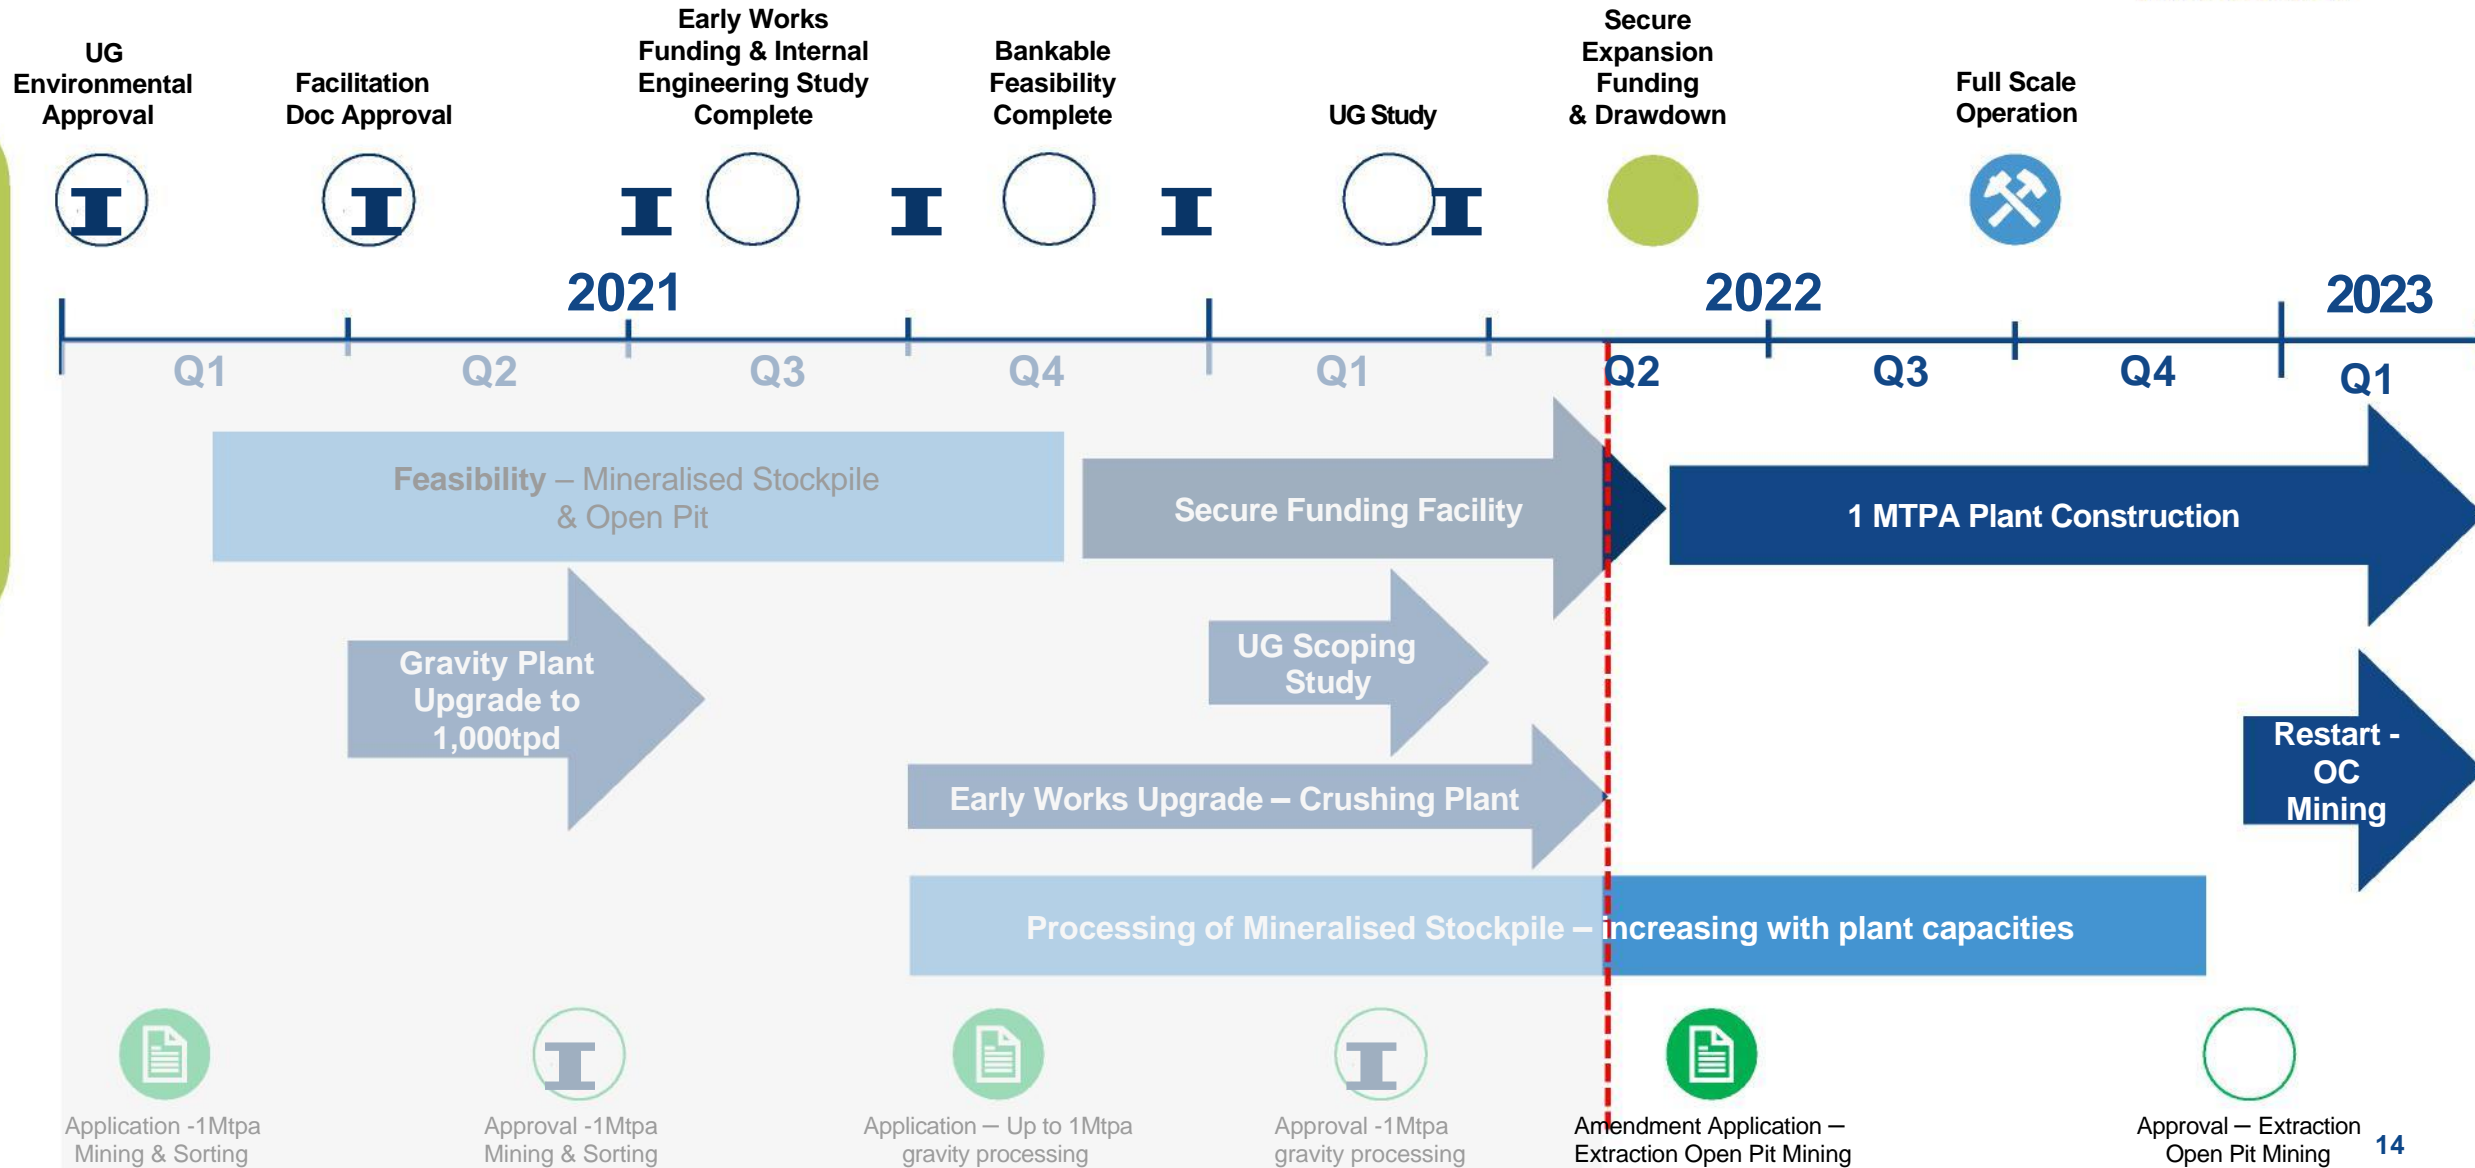 UG
Environmental
Approval
Facilitation
Doc Approval
Early Works
Funding & Internal
Engineering Study
Complete
Bankable
Feasibility
Complete
UG Study
Secure
Expansion
Funding
& Drawdown
Full Scale
Operation
2021
2022
2023
Q1
Q2
Q3
Q4
Q1
Q2
Q3
Q4
Q1
Feasibility – Mineralised Stockpile
& Open Pit
Secure Funding Facility
1 MTPA Plant Construction
Gravity Plant
Upgrade to
1,000tpd
UG Scoping
Study
Restart -
OC
Mining
Early Works Upgrade – Crushing Plant
Processing of Mineralised Stockpile – increasing with plant capacities
Application -1Mtpa
Mining & Sorting
Approval -1Mtpa
Mining & Sorting
Application – Up to 1Mtpa
gravity processing
Approval -1Mtpa
gravity processing
Amendment Application –
Extraction Open Pit Mining
Approval – Extraction
Open Pit Mining
14